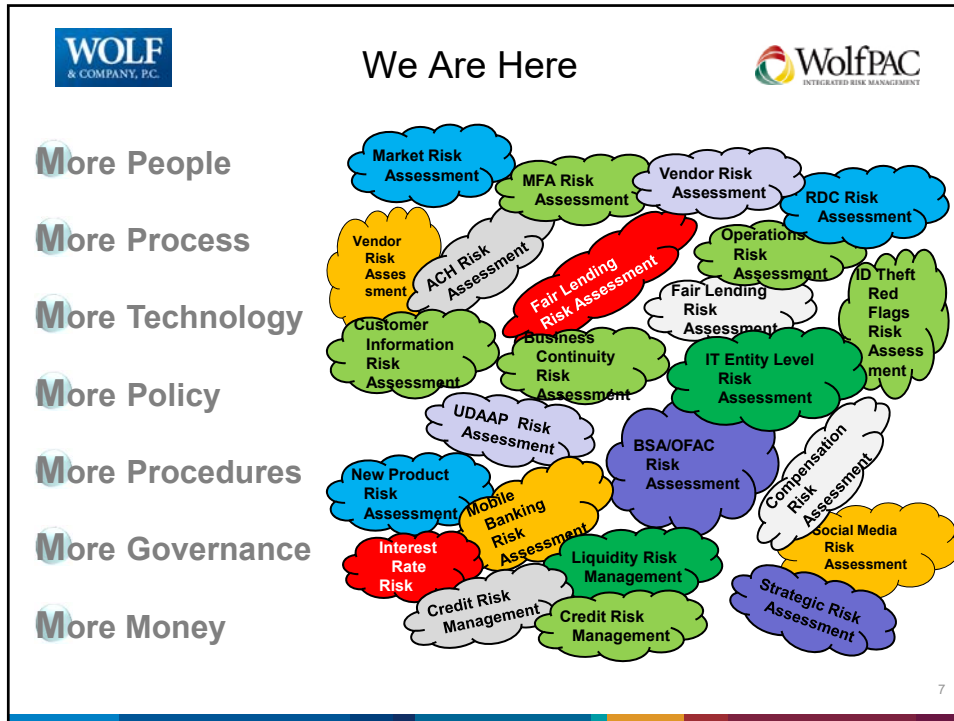 WOLF
& COMPANY, P.C.
We Are Here
WolfPAC
INTEGRATED RISK MANAGEMENT
More People
More Process
More Technology
More Policy
More Procedures
More Governance
More Money
Market Risk
Assessment
MFA Risk
Assessment
Vendor Risk
Assessment
RDC Risk
Assessment
Vendor
Risk
Asses
sment
ACH Risk
Assessment
Fair Lending
Risk Assessment
Operations
Risk
Assessment
Fair Lending
Risk
Assessment
ID Theft
Red
Flags
Risk
Assess
ment
Customer
Information
Risk
Assessment
Business
Continuity
Risk
Assessment
IT Entity Level
Risk
Assessment
UDAAP Risk
Assessment
BSA/OFAC
Risk
Assessment
Compensation
Risk
Assessment
New Product
Risk
Assessment
Mobile
Banking
Risk
Assessment
Social Media
Risk
Assessment
Interest
Rate
Risk
Liquidity Risk
Management
Credit Risk
Management
Credit Risk
Management
Strategic Risk
Assessment
7